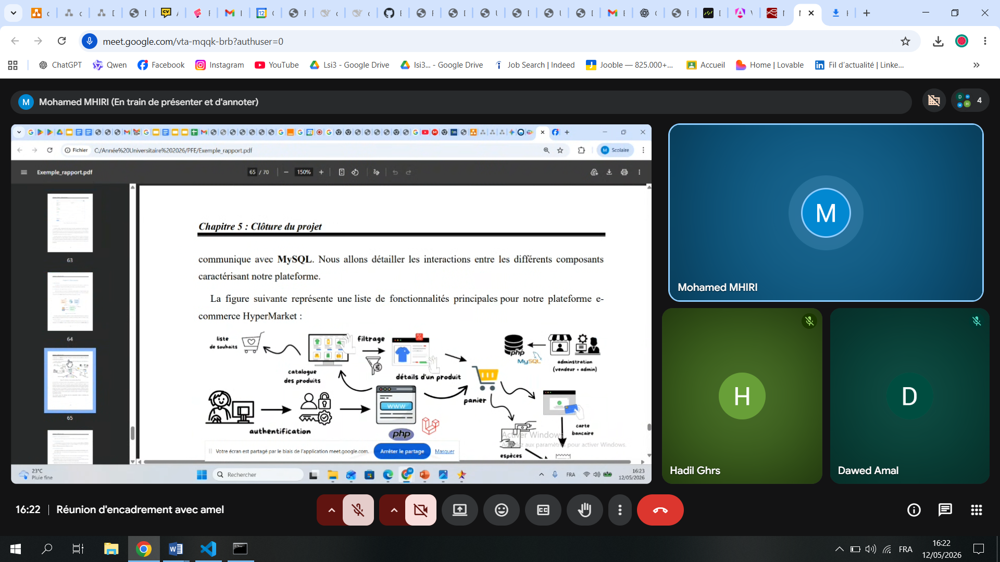 meet.google.com/vta-mqqk-brb?authuser=0
ChatGPT
Qwen
Facebook
Instagram
YouTube
Lsi3 - Google Drive
lsi3... - Google Drive
Job Search | Indeed
Jooble — 825.000+...
Accueil
Home | Lovable
Fil d'actualité | Linke...
M
Mohamed MHIRI (En train de présenter et d'annoter)
4
Fichier
C:/Année%20Universitaire%202026/PFE/Exemple_rapport.pdf
Scolaire
Exemple_rapport.pdf
65 / 70
150%
63
64
65
Chapitre 5 : Clôture du projet
communique avec MySQL. Nous allons détailler les interactions entre les différents composants
caractérisant notre plateforme.
La figure suivante représente une liste de fonctionnalités principales pour notre plateforme e-
commerce HyperMarket :
liste
de souhaits
catalogue
des produits
filtrage
détails d'un produit
php
MySQL
adminstration
(vendeur + admin)
panier
authentification
www
php
carte
bancaire
espèces
Activer Windows
aux paramètres pour activer Windows.
Votre écran est partagé par le biais de l'application meet.google.com.
Arrêter le partage
Masquer
23°C
Pluie fine
Rechercher
FRA
16:23
12/05/2026
M
Mohamed MHIRI
H
Hadil Ghrs
D
Dawed Amal
16:22
Réunion d'encadrement avec amel
FRA
16:22
12/05/2026